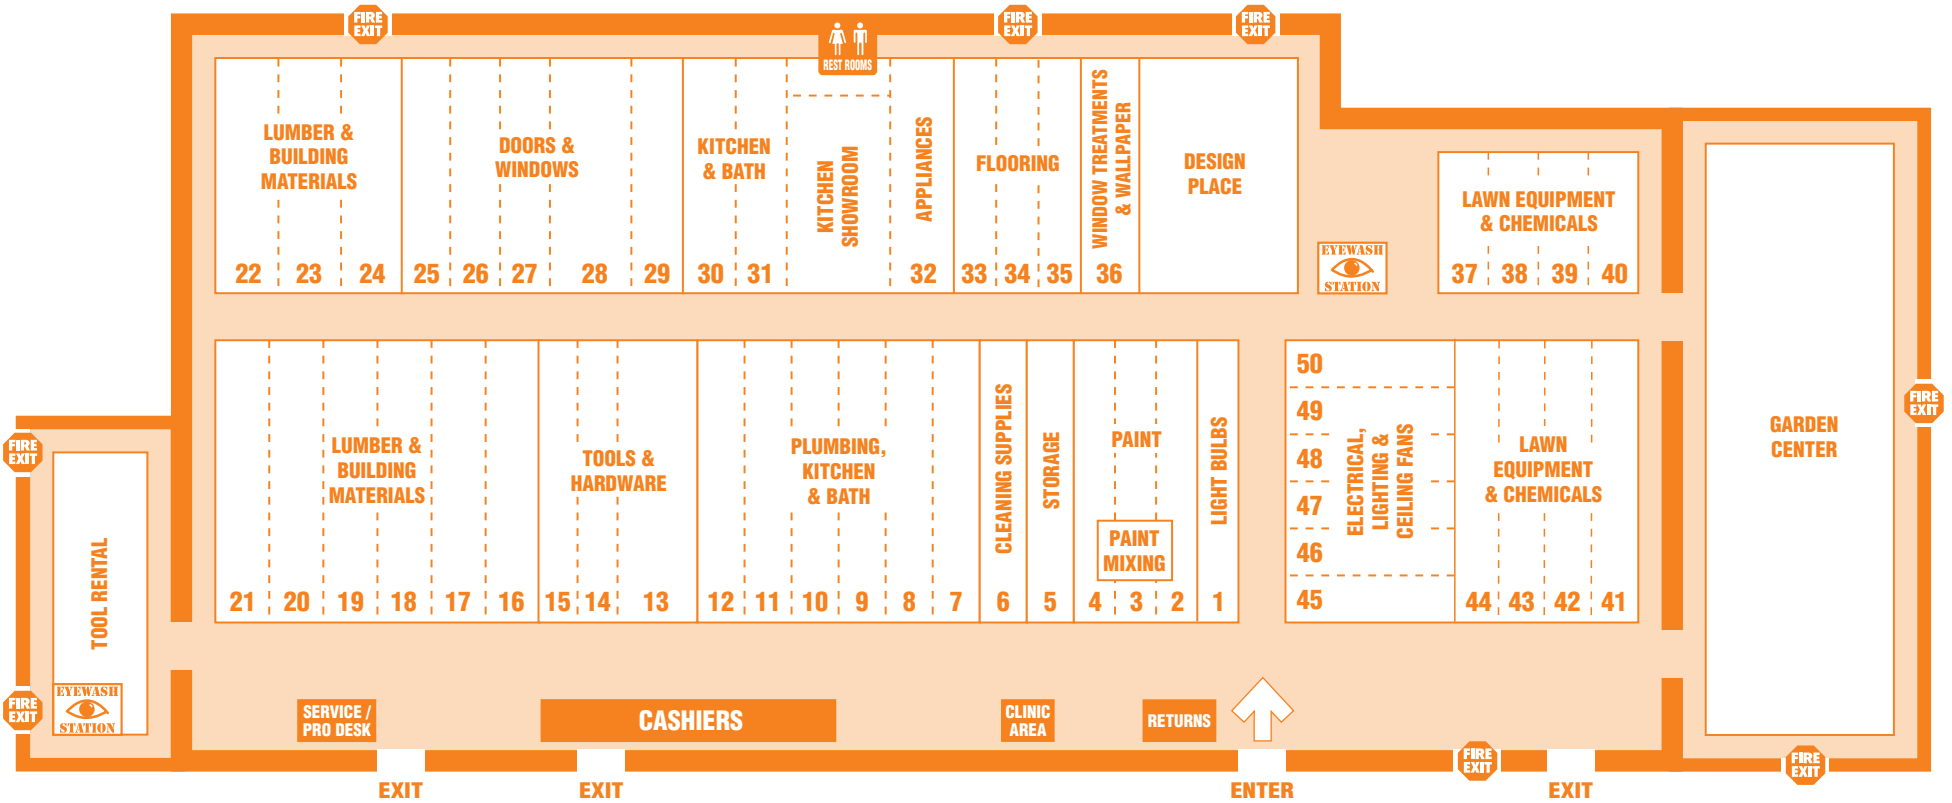 FIRE
EXIT
FIRE
EXIT
FIRE
EXIT
REST ROOMS
LUMBER &
BUILDING
MATERIALS
22 23 24
DOORS &
WINDOWS
25 26 27 28 29
KITCHEN
& BATH
30 31
KITCHEN
SHOWROOM
APPLIANCES
32
FLOORING
33 34 35
WINDOW TREATMENTS
& WALLPAPER
36
DESIGN
PLACE
EYEWASH
STATION
LAWN EQUIPMENT
& CHEMICALS
37 38 39 40
LUMBER &
BUILDING
MATERIALS
21 20 19 18 17 16
TOOLS &
HARDWARE
15 14 13
PLUMBING,
KITCHEN
& BATH
12 11 10 9 8 7
CLEANING SUPPLIES
6
STORAGE
5
PAINT
PAINT
MIXING
4 3 2
LIGHT BULBS
1
50
49
48
47
46
45
ELECTRICAL,
LIGHTING &
CEILING FANS
LAWN
EQUIPMENT
& CHEMICALS
44 43 42 41
GARDEN
CENTER
FIRE
EXIT
FIRE
EXIT
TOOL RENTAL
EYEWASH
STATION
FIRE
EXIT
SERVICE /
PRO DESK
CASHIERS
CLINIC
AREA
RETURNS
FIRE
EXIT
FIRE
EXIT
EXIT
EXIT
ENTER
EXIT